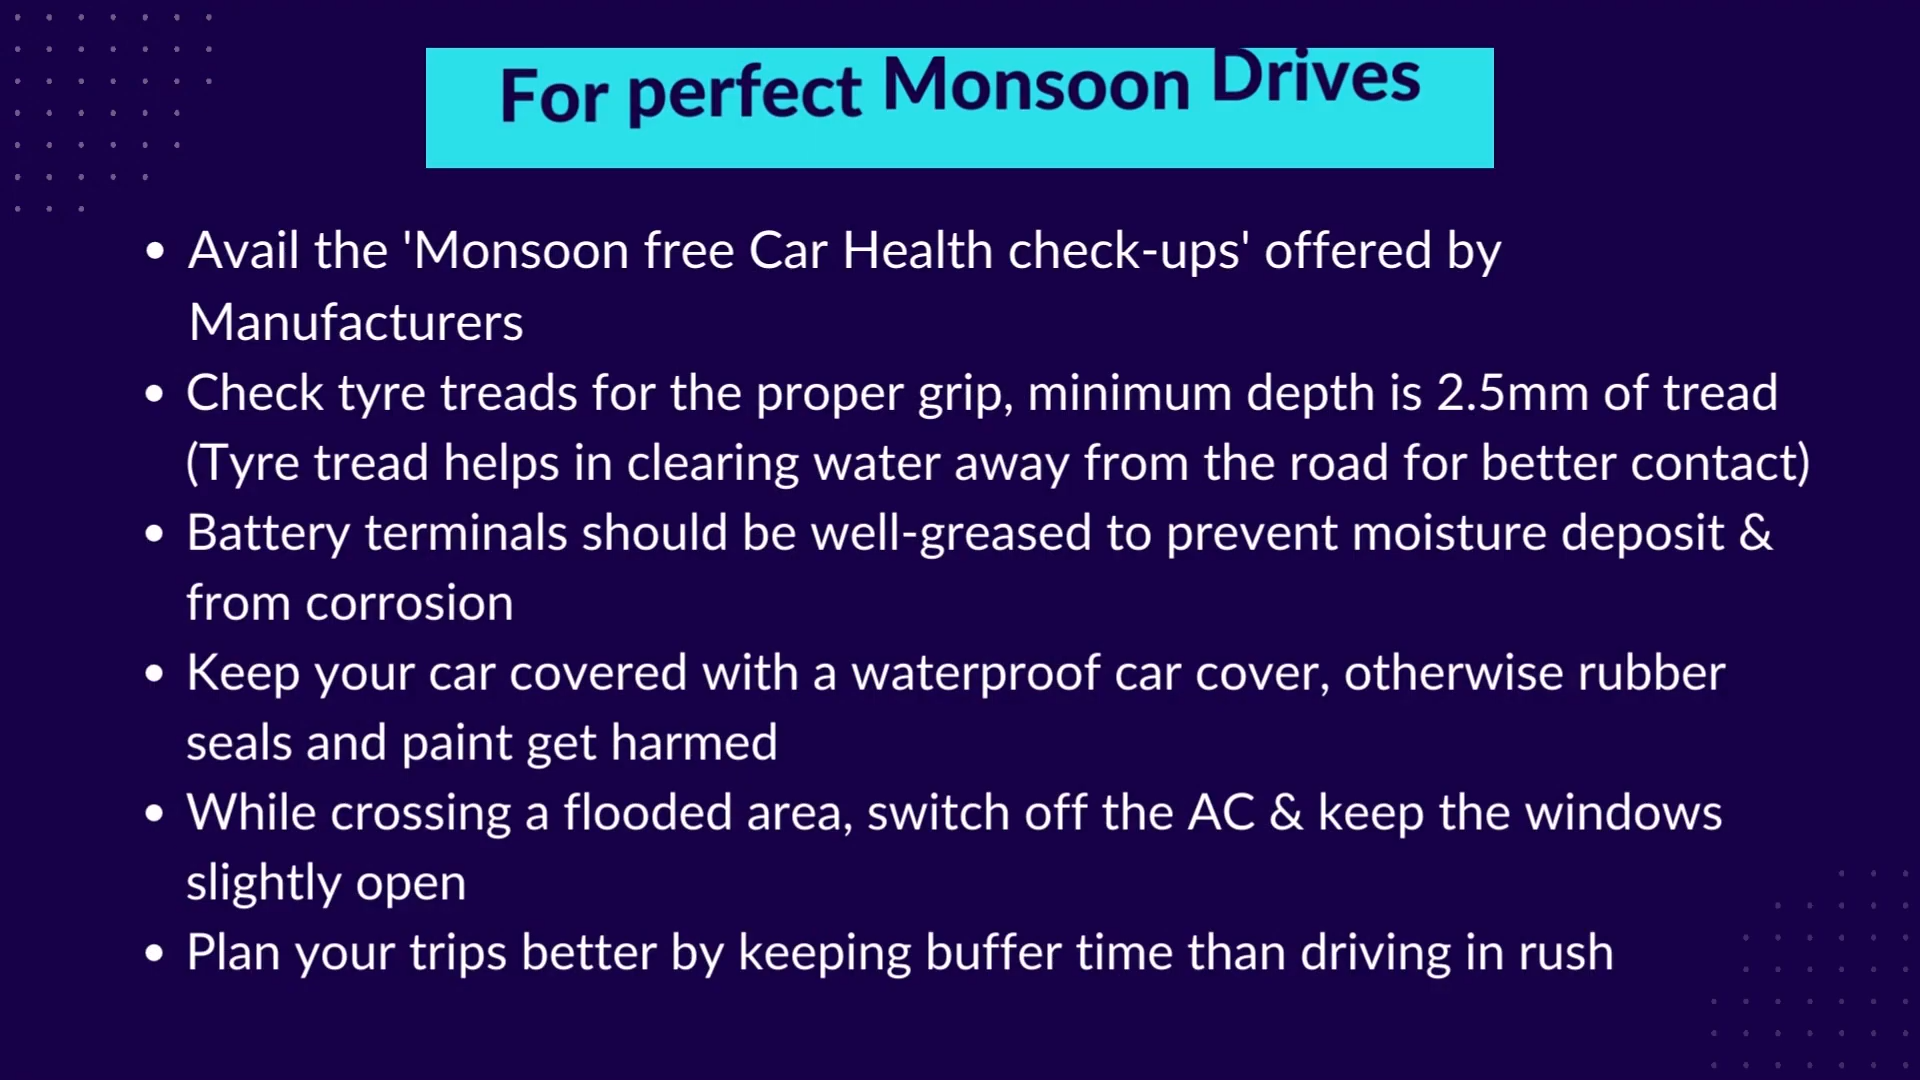 For perfect Monsoon Drives
• Avail the 'Monsoon free Car Health check-ups' offered by
Manufacturers
• Check tyre treads for the proper grip, minimum depth is 2.5mm of tread
(Tyre tread helps in clearing water away from the road for better contact)
• Battery terminals should be well-greased to prevent moisture deposit &
from corrosion
• Keep your car covered with a waterproof car cover, otherwise rubber
seals and paint get harmed
• While crossing a flooded area, switch off the AC & keep the windows
slightly open
• Plan your trips better by keeping buffer time than driving in rush